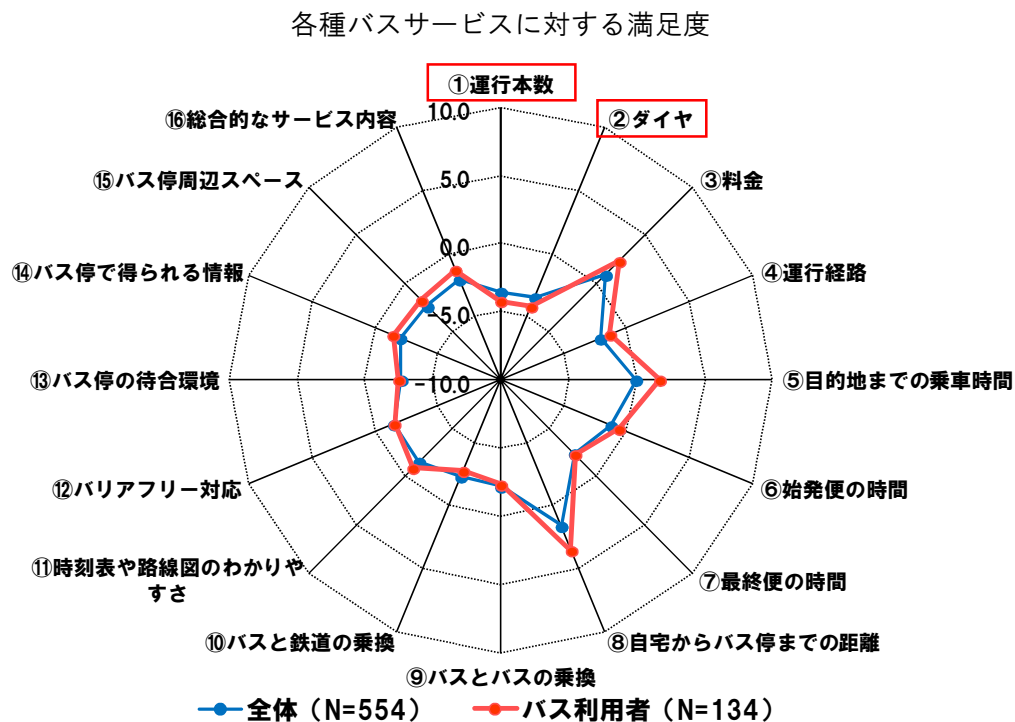 各種バスサービスに対する満足度
①運行本数
②ダイヤ
③料金
④運行経路
⑤目的地までの乗車時間
⑥始発便の時間
⑦最終便の時間
⑧自宅からバス停までの距離
⑨バスとバスの乗換
⑩バスと鉄道の乗換
⑪時刻表や路線図のわかりや
すさ
⑫バリアフリー対応
⑬バス停の待合環境
⑭バス停で得られる情報
⑮バス停周辺スペース
⑯総合的なサービス内容
10.0
5.0
0.0
-5.0
-10.0
全体（N=554）
バス利用者（N=134）